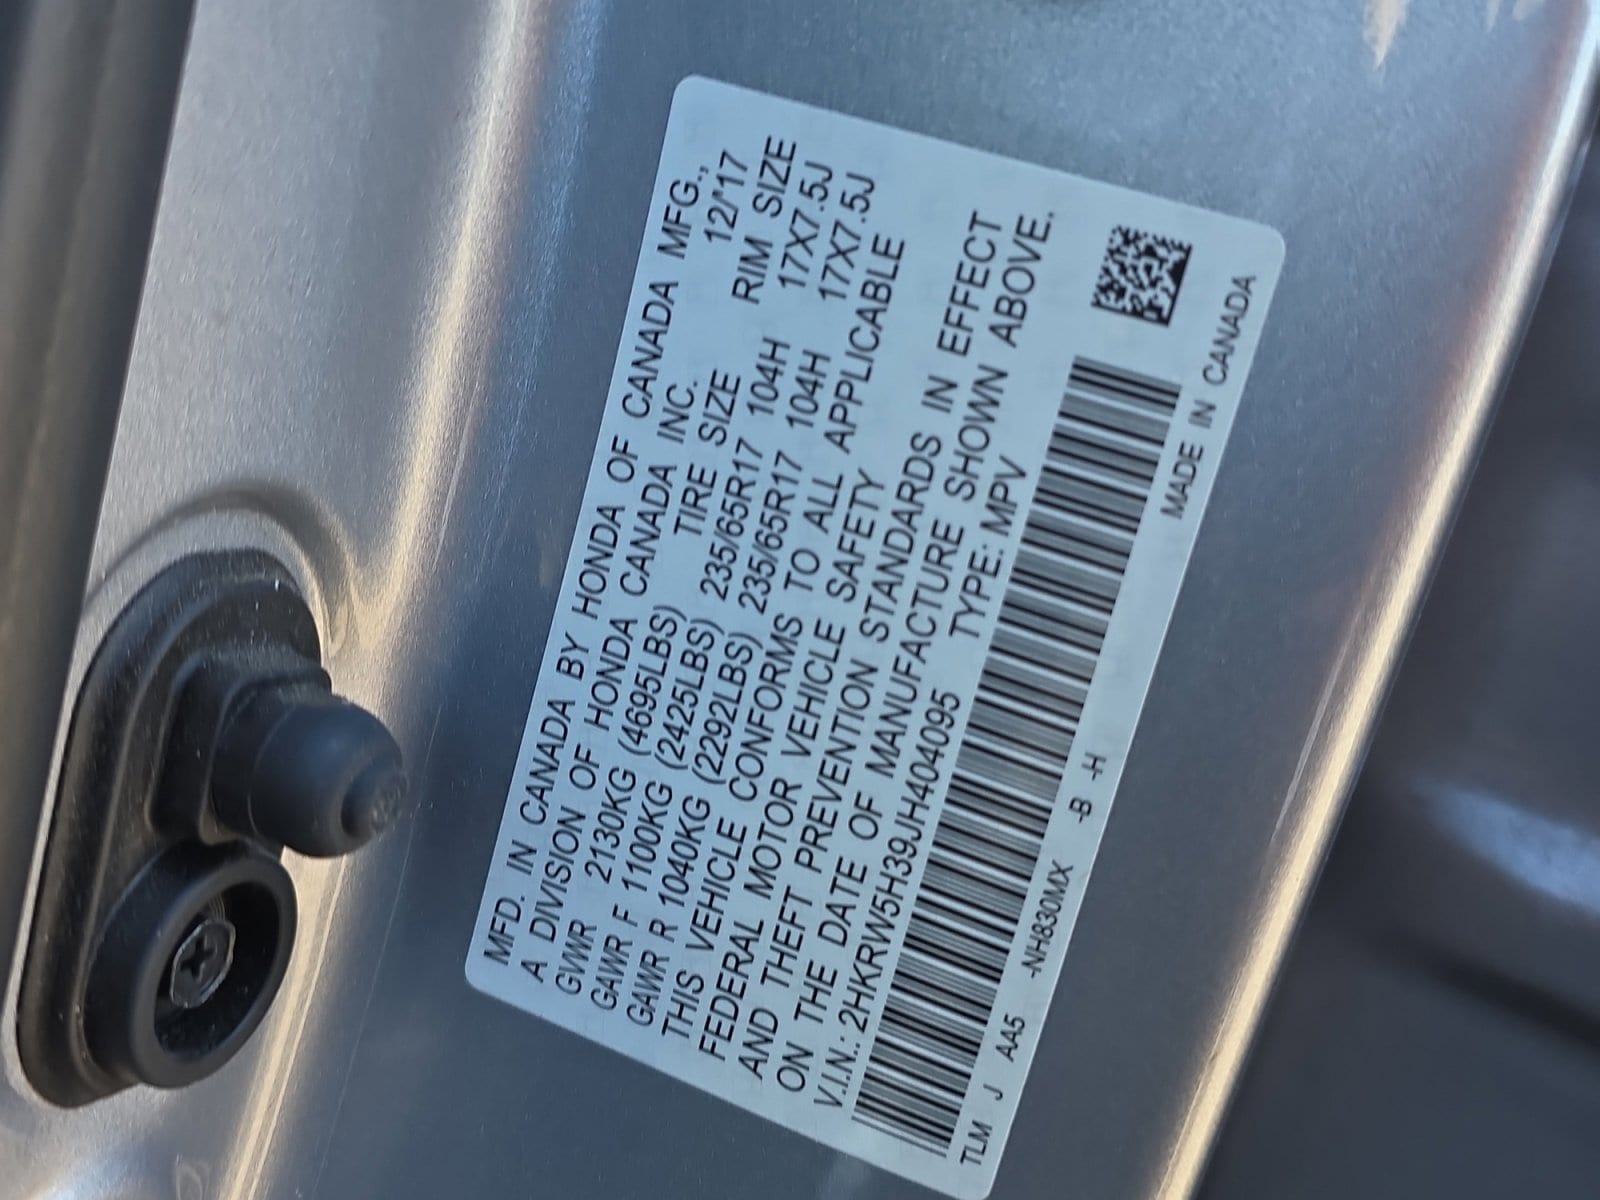 MFD. IN CANADA BY HONDA OF CANADA MFG.,
A DIVISION OF HONDA CANADA INC. 12/'17
GVWR 2130KG (4695LBS) TIRE SIZE RIM SIZE
GAWR F 1100KG (2425LBS) 235/65R17 104H 17X7.5J
GAWR R 1040KG (2292LBS) 235/65R17 104H 17X7.5J
THIS VEHICLE CONFORMS TO ALL APPLICABLE
FEDERAL MOTOR VEHICLE SAFETY
AND THEFT PREVENTION STANDARDS IN EFFECT
ON THE DATE OF MANUFACTURE SHOWN ABOVE.
V.I.N.: 2HKRW5H39JH404095 TYPE: MPV
TLM J AA5 -NH830MX -B -H MADE IN CANADA